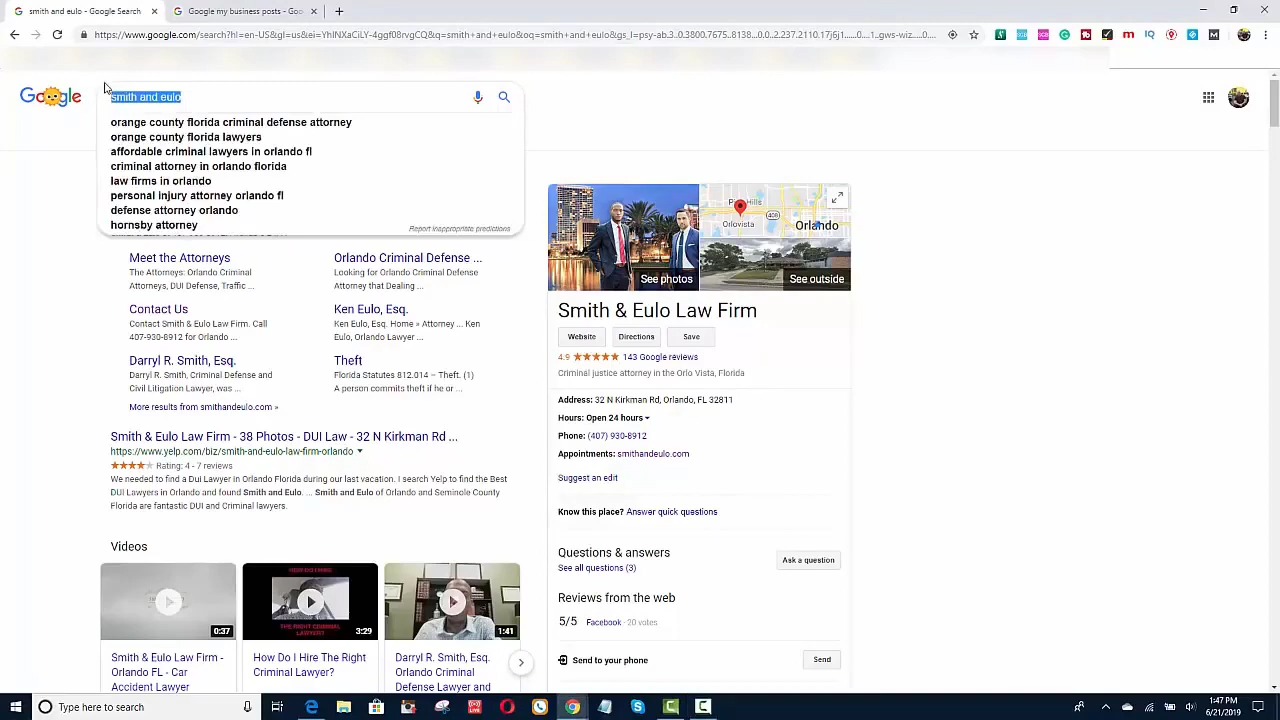 smith and eulo - Google Search
Google my business posts - Goo
https://www.google.com/search?hl=en-US&gl=us&ei=YhINXaCiLY-4ggf08rvgCQ&q=smith+and+eulo&oq=smith+and+eulo&gs_l=psy-ab.3..0.3800.7675..8138...0.0..2.237.2110.17j6j1......0....1..gws-wiz.....0....
Google
smith and eulo
orange county florida criminal defense attorney
orange county florida lawyers
affordable criminal lawyers in orlando fl
criminal attorney in orlando florida
law firms in orlando
personal injury attorney orlando fl
defense attorney orlando
hornsby attorney
Report inappropriate predictions
Meet the Attorneys
The Attorneys: Orlando Criminal
Attorneys, DUI Defense, Traffic ...
Orlando Criminal Defense ...
Looking for Orlando Criminal Defense
Attorney that Dealing ...
Contact Us
Contact Smith & Eulo Law Firm. Call
407-930-8912 for Orlando ...
Ken Eulo, Esq.
Ken Eulo, Esq. Home » Attorney ... Ken
Eulo, Orlando Lawyer ...
Darryl R. Smith, Esq.
Darryl R. Smith, Criminal Defense and
Civil Litigation Lawyer, was ...
Theft
Florida Statutes 812.014 – Theft. (1)
A person commits theft if he or ...
More results from smithandeulo.com »
Smith & Eulo Law Firm - 38 Photos - DUI Law - 32 N Kirkman Rd ...
https://www.yelp.com/biz/smith-and-eulo-law-firm-orlando
Rating: 4 - 7 reviews
We needed to find a Dui Lawyer in Orlando Florida during our last vacation. I search Yelp to find the Best
DUI Lawyers in Orlando and found Smith and Eulo. ... Smith and Eulo of Orlando and Seminole County
Florida are fantastic DUI and Criminal lawyers.
Videos
0:37
HOW DO I HIRE
THE RIGHT CRIMINAL
LAWYER?
3:29
1:41
Smith & Eulo Law Firm -
Orlando FL - Car
Accident Lawyer
How Do I Hire The Right
Criminal Lawyer?
Darryl R. Smith, Esq.
Orlando Criminal
Defense Lawyer and
See photos
Hills
Orlovista
408
Orlando
See outside
Smith & Eulo Law Firm
Website
Directions
Save
4.9 143 Google reviews
Criminal justice attorney in the Orlo Vista, Florida
Address: 32 N Kirkman Rd, Orlando, FL 32811
Hours: Open 24 hours
Phone: (407) 930-8912
Appointments: smithandeulo.com
Suggest an edit
Know this place? Answer quick questions
Questions & answers
See all questions (3)
Ask a question
Reviews from the web
5/5 Facebook · 20 votes
Send to your phone
Send
Type here to search
1:47 PM
6/21/2019